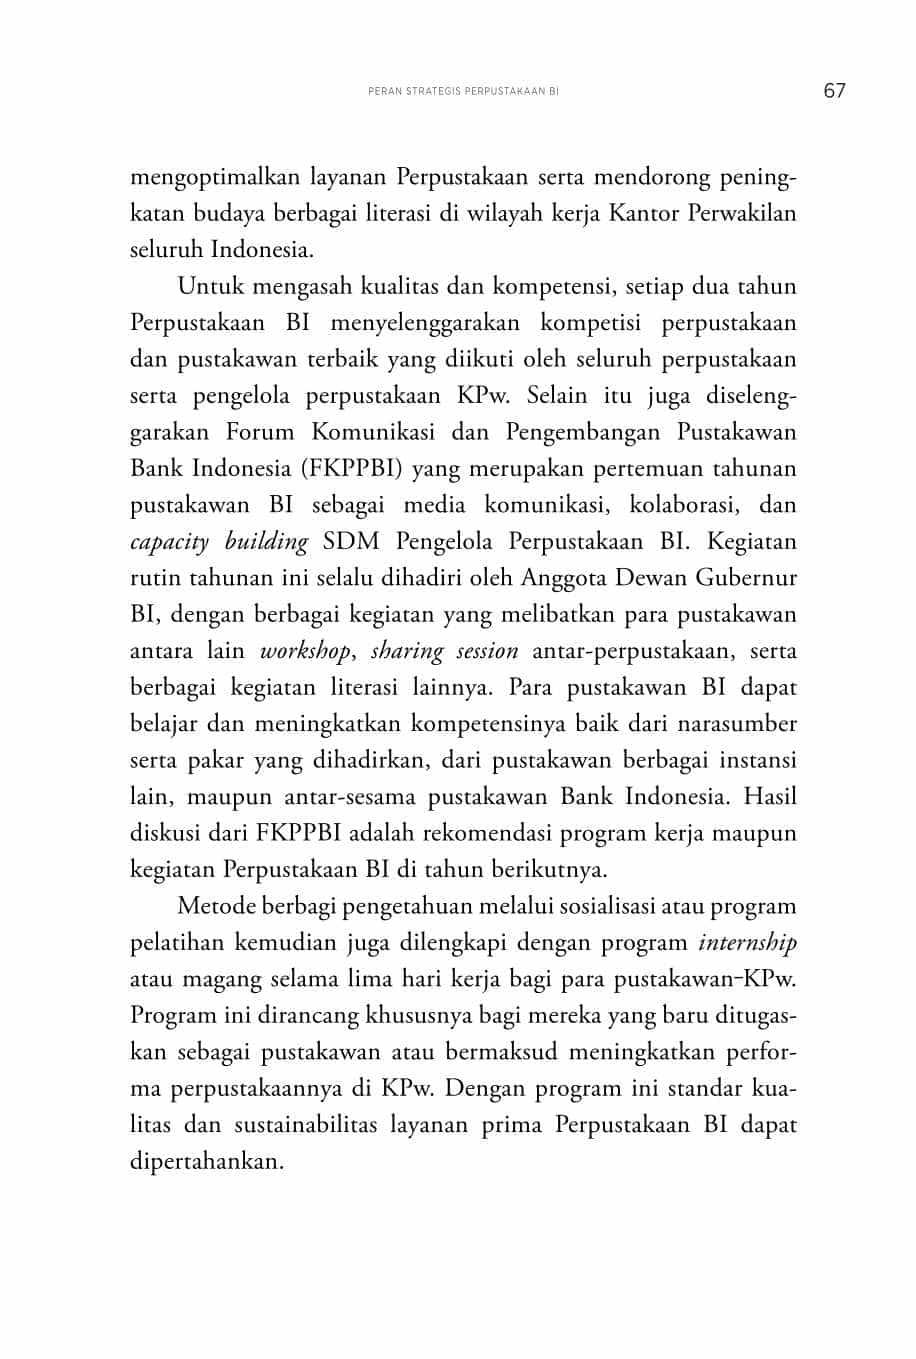 PERAN STRATEGIS PERPUSTAKAAN BI
67
mengoptimalkan layanan Perpustakaan serta mendorong pening-
katan budaya berbagai literasi di wilayah kerja Kantor Perwakilan
seluruh Indonesia.
Untuk mengasah kualitas dan kompetensi, setiap dua tahun
Perpustakaan BI menyelenggarakan kompetisi perpustakaan
dan pustakawan terbaik yang diikuti oleh seluruh perpustakaan
serta pengelola perpustakaan KPw. Selain itu juga diseleng-
garakan Forum Komunikasi dan Pengembangan Pustakawan
Bank Indonesia (FKPPBI) yang merupakan pertemuan tahunan
pustakawan BI sebagai media komunikasi, kolaborasi, dan
capacity building SDM Pengelola Perpustakaan BI. Kegiatan
rutin tahunan ini selalu dihadiri oleh Anggota Dewan Gubernur
BI, dengan berbagai kegiatan yang melibatkan para pustakawan
antara lain workshop, sharing session antar-perpustakaan, serta
berbagai kegiatan literasi lainnya. Para pustakawan BI dapat
belajar dan meningkatkan kompetensinya baik dari narasumber
serta pakar yang dihadirkan, dari pustakawan berbagai instansi
lain, maupun antar-sesama pustakawan Bank Indonesia. Hasil
diskusi dari FKPPBI adalah rekomendasi program kerja maupun
kegiatan Perpustakaan BI di tahun berikutnya.
Metode berbagi pengetahuan melalui sosialisasi atau program
pelatihan kemudian juga dilengkapi dengan program internship
atau magang selama lima hari kerja bagi para pustakawan–KPw.
Program ini dirancang khususnya bagi mereka yang baru ditugas-
kan sebagai pustakawan atau bermaksud meningkatkan perfor-
ma perpustakaannya di KPw. Dengan program ini standar kua-
litas dan sustainabilitas layanan prima Perpustakaan BI dapat
dipertahankan.